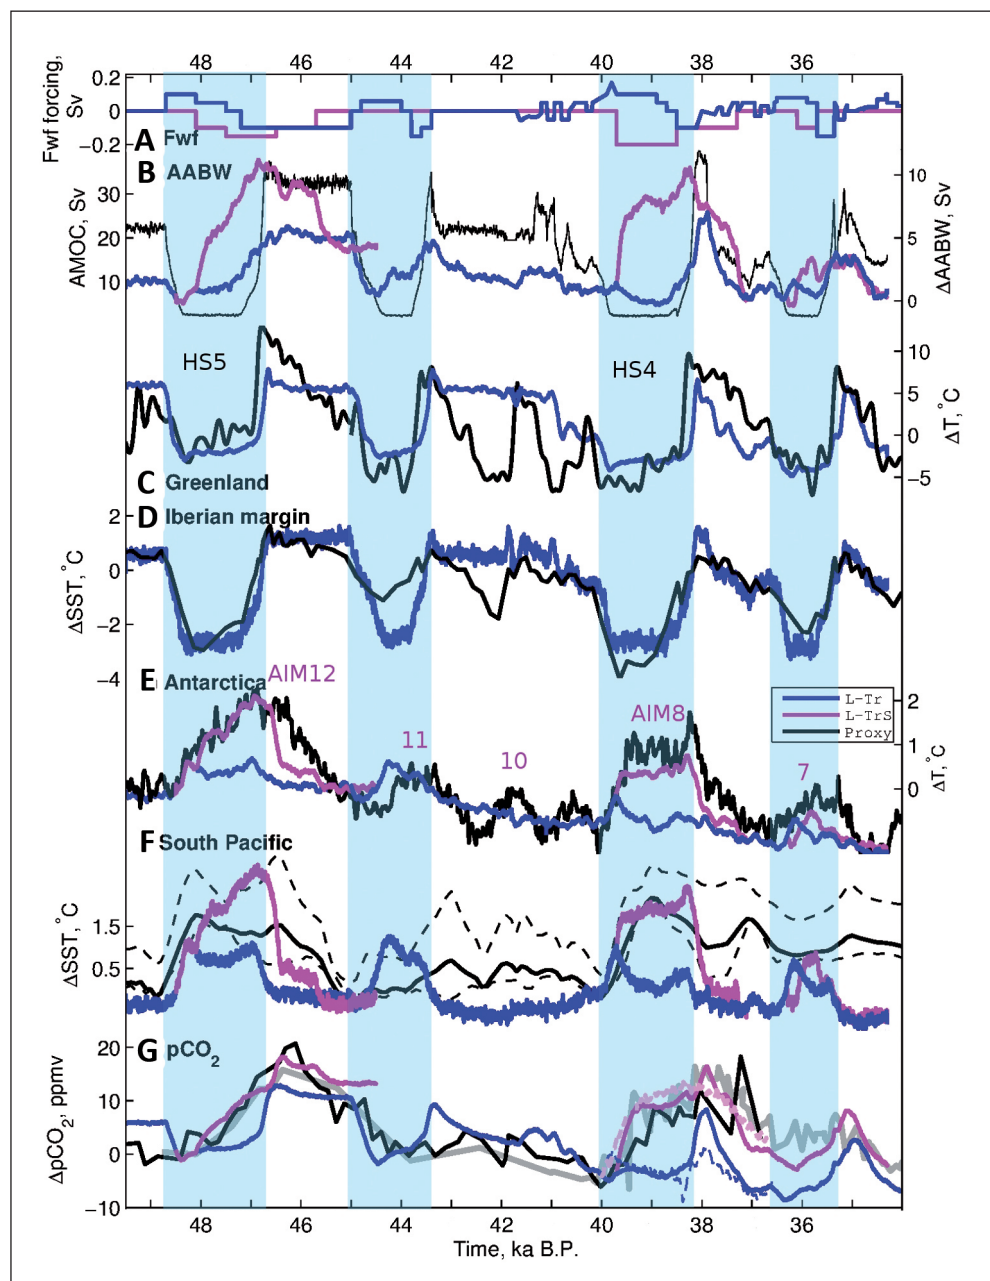 48 46 44 42 40 38 36
Fwf forcing, Sv
0.2
0
−0.2
A Fwf
B AABW
AMOC, Sv
30
20
10
10
5
0
ΔAABW, Sv
HS5
HS4
10
5
0
−5
ΔT, °C
C Greenland
D Iberian margin
2
0
−2
−4
ΔSST, °C
E Antarctica
AIM12
11
10
AIM8
7
L-Tr
L-TrS
Proxy
2
1
0
ΔT, °C
F South Pacific
ΔSST, °C
1.5
0.5
G pCO2
ΔpCO2, ppmv
20
10
0
−10
48 46 44 42 40 38 36
Time, ka B.P.